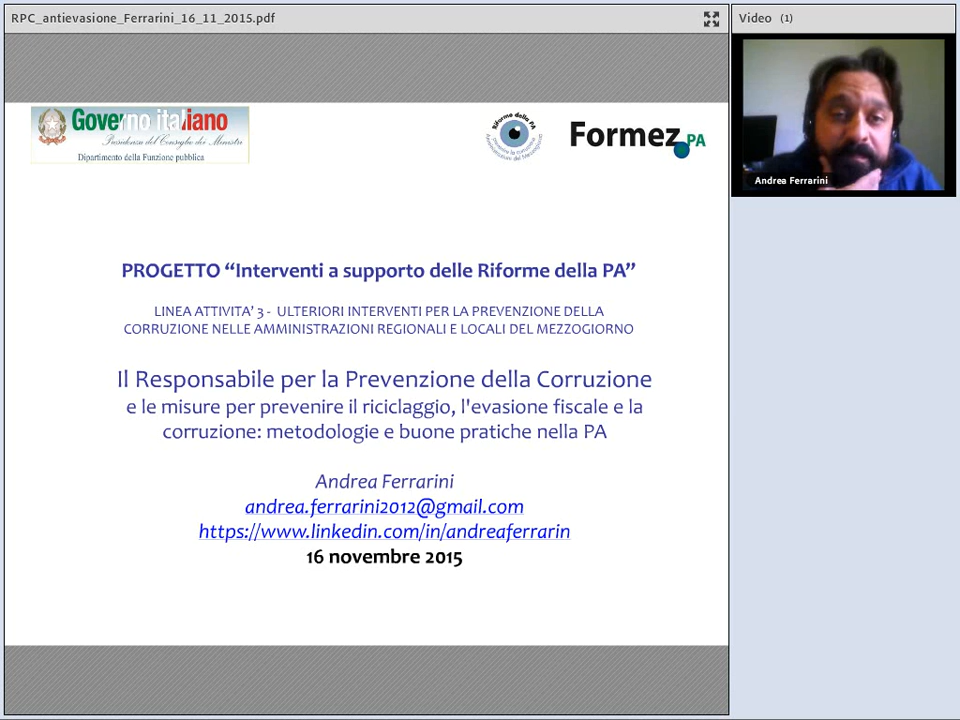 RPC_antievasione_Ferrarini_16_11_2015.pdf
Video (1)
Governo italiano
Presidenza del Consiglio dei Ministri
Dipartimento della Funzione pubblica
Riforme della PA
Formez PA
Andrea Ferrarini
PROGETTO “Interventi a supporto delle Riforme della PA”
LINEA ATTIVITA’ 3 - ULTERIORI INTERVENTI PER LA PREVENZIONE DELLA
CORRUZIONE NELLE AMMINISTRAZIONI REGIONALI E LOCALI DEL MEZZOGIORNO
Il Responsabile per la Prevenzione della Corruzione
e le misure per prevenire il riciclaggio, l'evasione fiscale e la
corruzione: metodologie e buone pratiche nella PA
Andrea Ferrarini
andrea.ferrarini2012@gmail.com
https://www.linkedin.com/in/andreaferrarin
16 novembre 2015